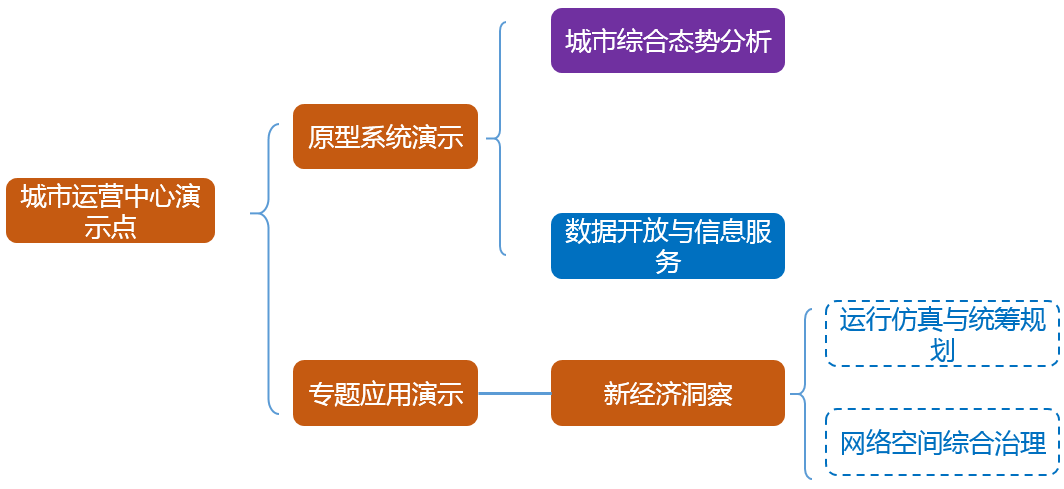 城市综合态势分析
原型系统演示
城市运营中心演
示点
数据开放与信息服
务
专题应用演示
新经济洞察
运行仿真与统筹规
划
网络空间综合治理